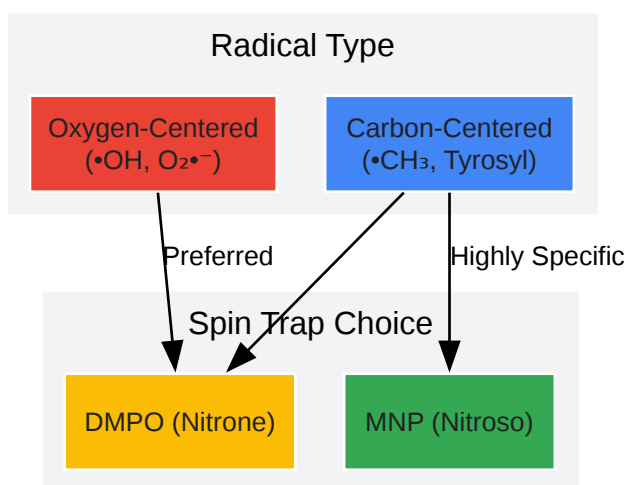 Radical Type
Oxygen-Centered
(•OH, O₂•⁻)
Carbon-Centered
(•CH₃, Tyrosyl)
Preferred
Highly Specific
Spin Trap Choice
DMPO (Nitrone)
MNP (Nitroso)